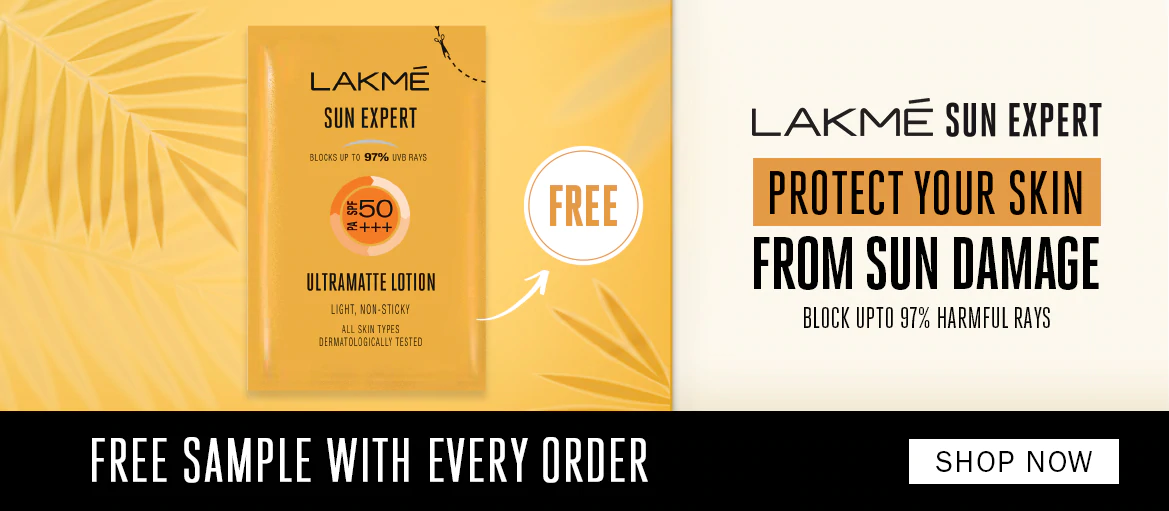 LAKMÉ
SUN EXPERT
BLOCKS UP TO 97% UVB RAYS
PA SPF 50
+++
ULTRAMATTE LOTION
LIGHT, NON-STICKY
ALL SKIN TYPES
DERMATOLOGICALLY TESTED
FREE
LAKMÉ SUN EXPERT
PROTECT YOUR SKIN
FROM SUN DAMAGE
BLOCK UPTO 97% HARMFUL RAYS
FREE SAMPLE WITH EVERY ORDER
SHOP NOW